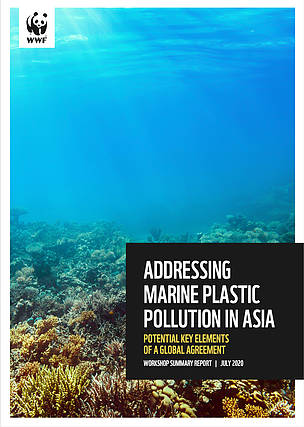 WWF
ADDRESSING
MARINE PLASTIC
POLLUTION IN ASIA
POTENTIAL KEY ELEMENTS
OF A GLOBAL AGREEMENT
WORKSHOP SUMMARY REPORT | JULY 2020